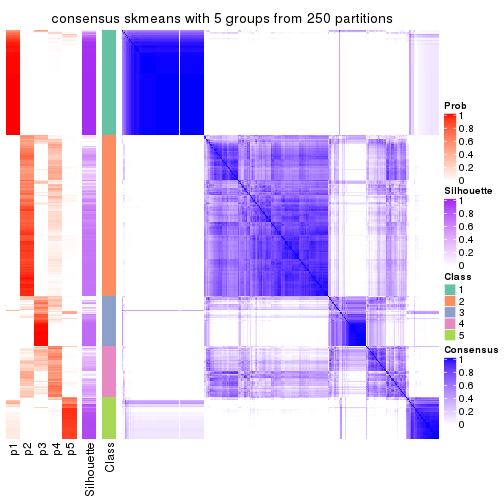 consensus skmeans with 5 groups from 250 partitions
Prob
1
0.8
0.6
0.4
0.2
0
Silhouette
1
0.8
0.6
0.4
0.2
0
Class
1
2
3
4
5
Consensus
1
0.8
0.6
0.4
0.2
0
p1
p2
p3
p4
p5
Silhouette
Class